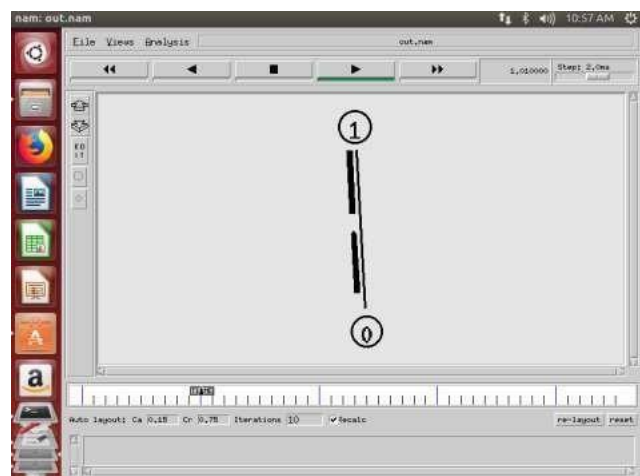 nam: out.nam
10:57 AM
File Views Analysis out.nam
1.010000 Step: 2.0ms
1
0
Auto layout: Ca 0.15 Cr 0.75 Iterations 10 Recalc re-layout reset